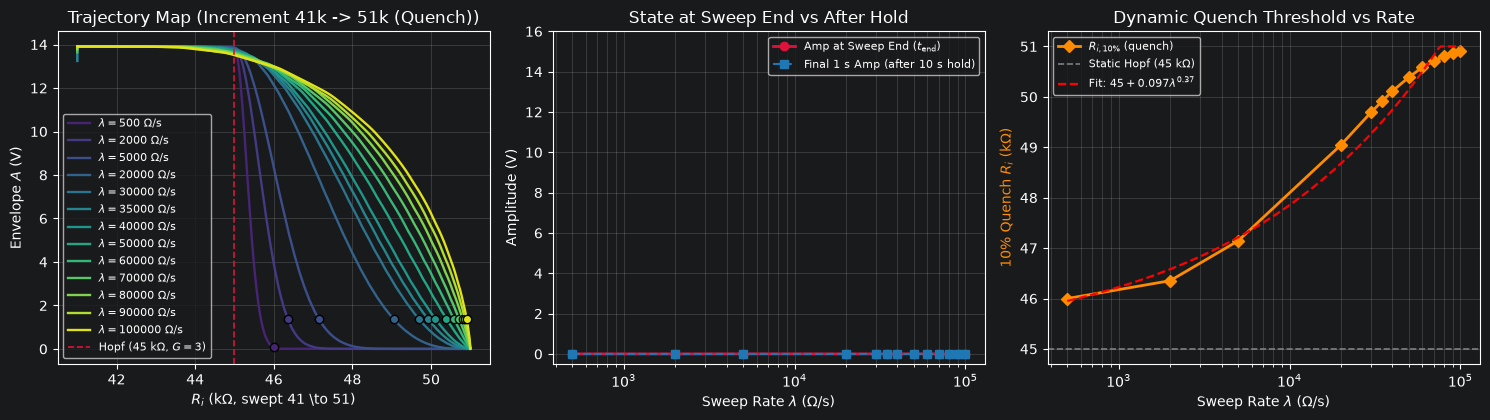 Trajectory Map (Increment 41k -> 51k (Quench))
Envelope A (V)
14
12
10
8
6
4
2
0
λ = 500 Ω/s
λ = 2000 Ω/s
λ = 5000 Ω/s
λ = 20000 Ω/s
λ = 30000 Ω/s
λ = 35000 Ω/s
λ = 40000 Ω/s
λ = 50000 Ω/s
λ = 60000 Ω/s
λ = 70000 Ω/s
λ = 80000 Ω/s
λ = 90000 Ω/s
λ = 100000 Ω/s
Hopf (45 kΩ, G = 3)
42 44 46 48 50
R_i (kΩ, swept 41 \to 51)
State at Sweep End vs After Hold
Amplitude (V)
16
14
12
10
8
6
4
2
0
Amp at Sweep End (t_end)
Final 1 s Amp (after 10 s hold)
10³ 10⁴ 10⁵
Sweep Rate λ (Ω/s)
Dynamic Quench Threshold vs Rate
10% Quench R_i (kΩ)
51
50
49
48
47
46
45
R_i,10% (quench)
Static Hopf (45 kΩ)
Fit: 45 + 0.097λ^0.37
10³ 10⁴ 10⁵
Sweep Rate λ (Ω/s)